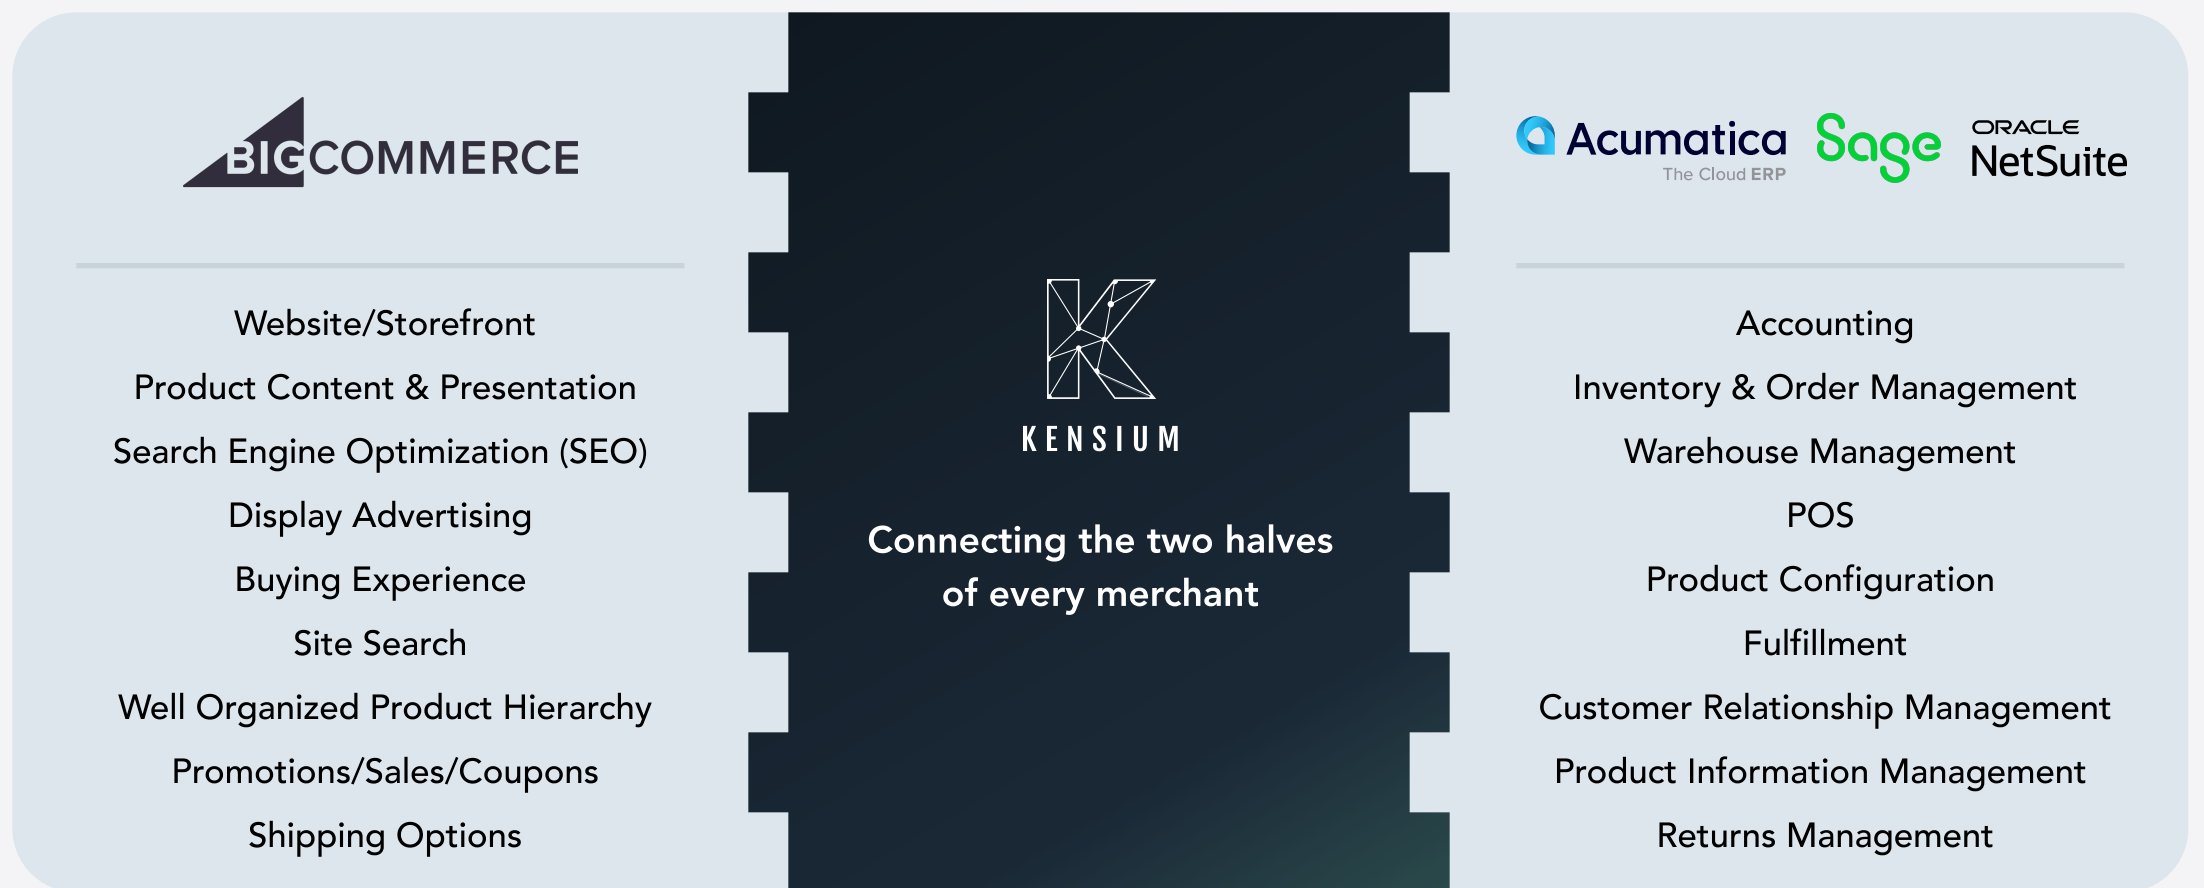 BIGCOMMERCE
Website/Storefront
Product Content & Presentation
Search Engine Optimization (SEO)
Display Advertising
Buying Experience
Site Search
Well Organized Product Hierarchy
Promotions/Sales/Coupons
Shipping Options
KENSIUM
Connecting the two halves
of every merchant
Acumatica
The Cloud ERP
Sage
ORACLE
NetSuite
Accounting
Inventory & Order Management
Warehouse Management
POS
Product Configuration
Fulfillment
Customer Relationship Management
Product Information Management
Returns Management